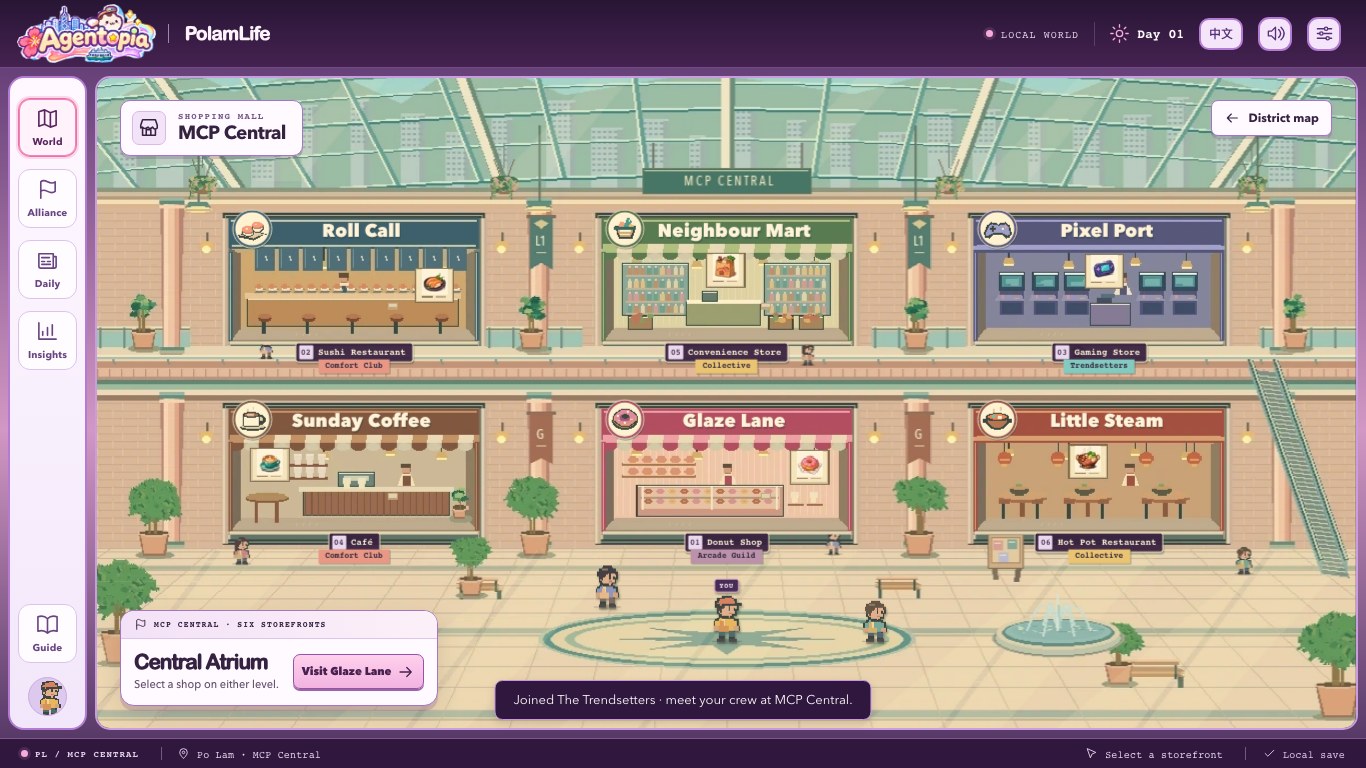 Agentopia
PolamLife
LOCAL WORLD
Day 01
中文
World
Alliance
Daily
Insights
Guide
SHOPPING MALL
MCP Central
District map
MCP CENTRAL
Roll Call
Neighbour Mart
Pixel Port
L1
L1
02 Sushi Restaurant
Comfort Club
05 Convenience Store
Collective
03 Gaming Store
Trendsetters
Sunday Coffee
Glaze Lane
Little Steam
G
G
04 Café
Comfort Club
01 Donut Shop
Arcade Guild
06 Hot Pot Restaurant
Collective
YOU
MCP CENTRAL · SIX STOREFRONTS
Central Atrium
Select a shop on either level.
Visit Glaze Lane
Joined The Trendsetters · meet your crew at MCP Central.
PL / MCP CENTRAL
Po Lam · MCP Central
Select a storefront
Local save